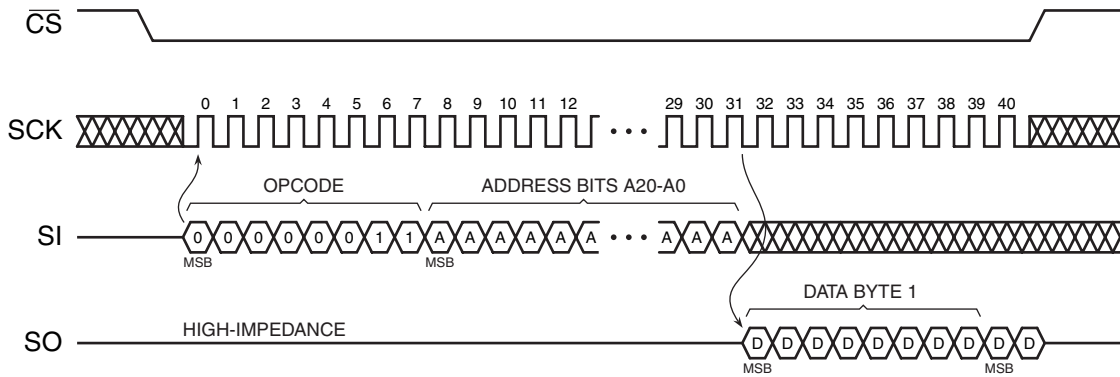 CS
0 1 2 3 4 5 6 7 8 9 10 11 12 29 30 31 32 33 34 35 36 37 38 39 40
SCK
OPCODE ADDRESS BITS A20-A0
SI 0 0 0 0 0 0 1 1 A A A A A A A A A
MSB MSB
DATA BYTE 1
HIGH-IMPEDANCE
SO D D D D D D D D D D
MSB MSB